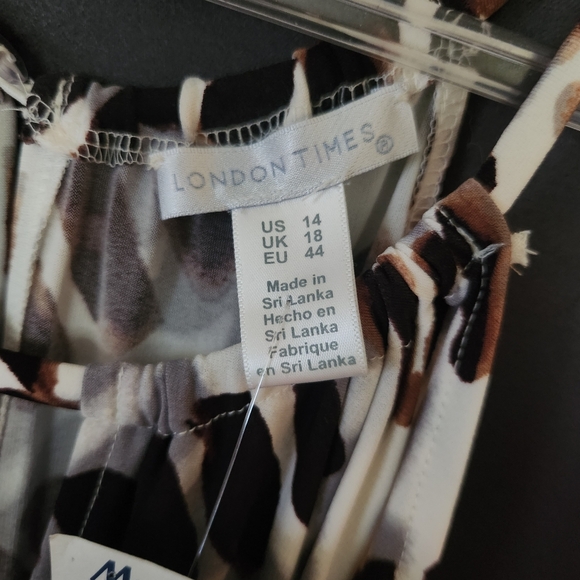 LONDON TIMES®
US 14
UK 18
EU 44
Made in
Sri Lanka
Hecho en
Sri Lanka
Fabrique
en Sri Lanka